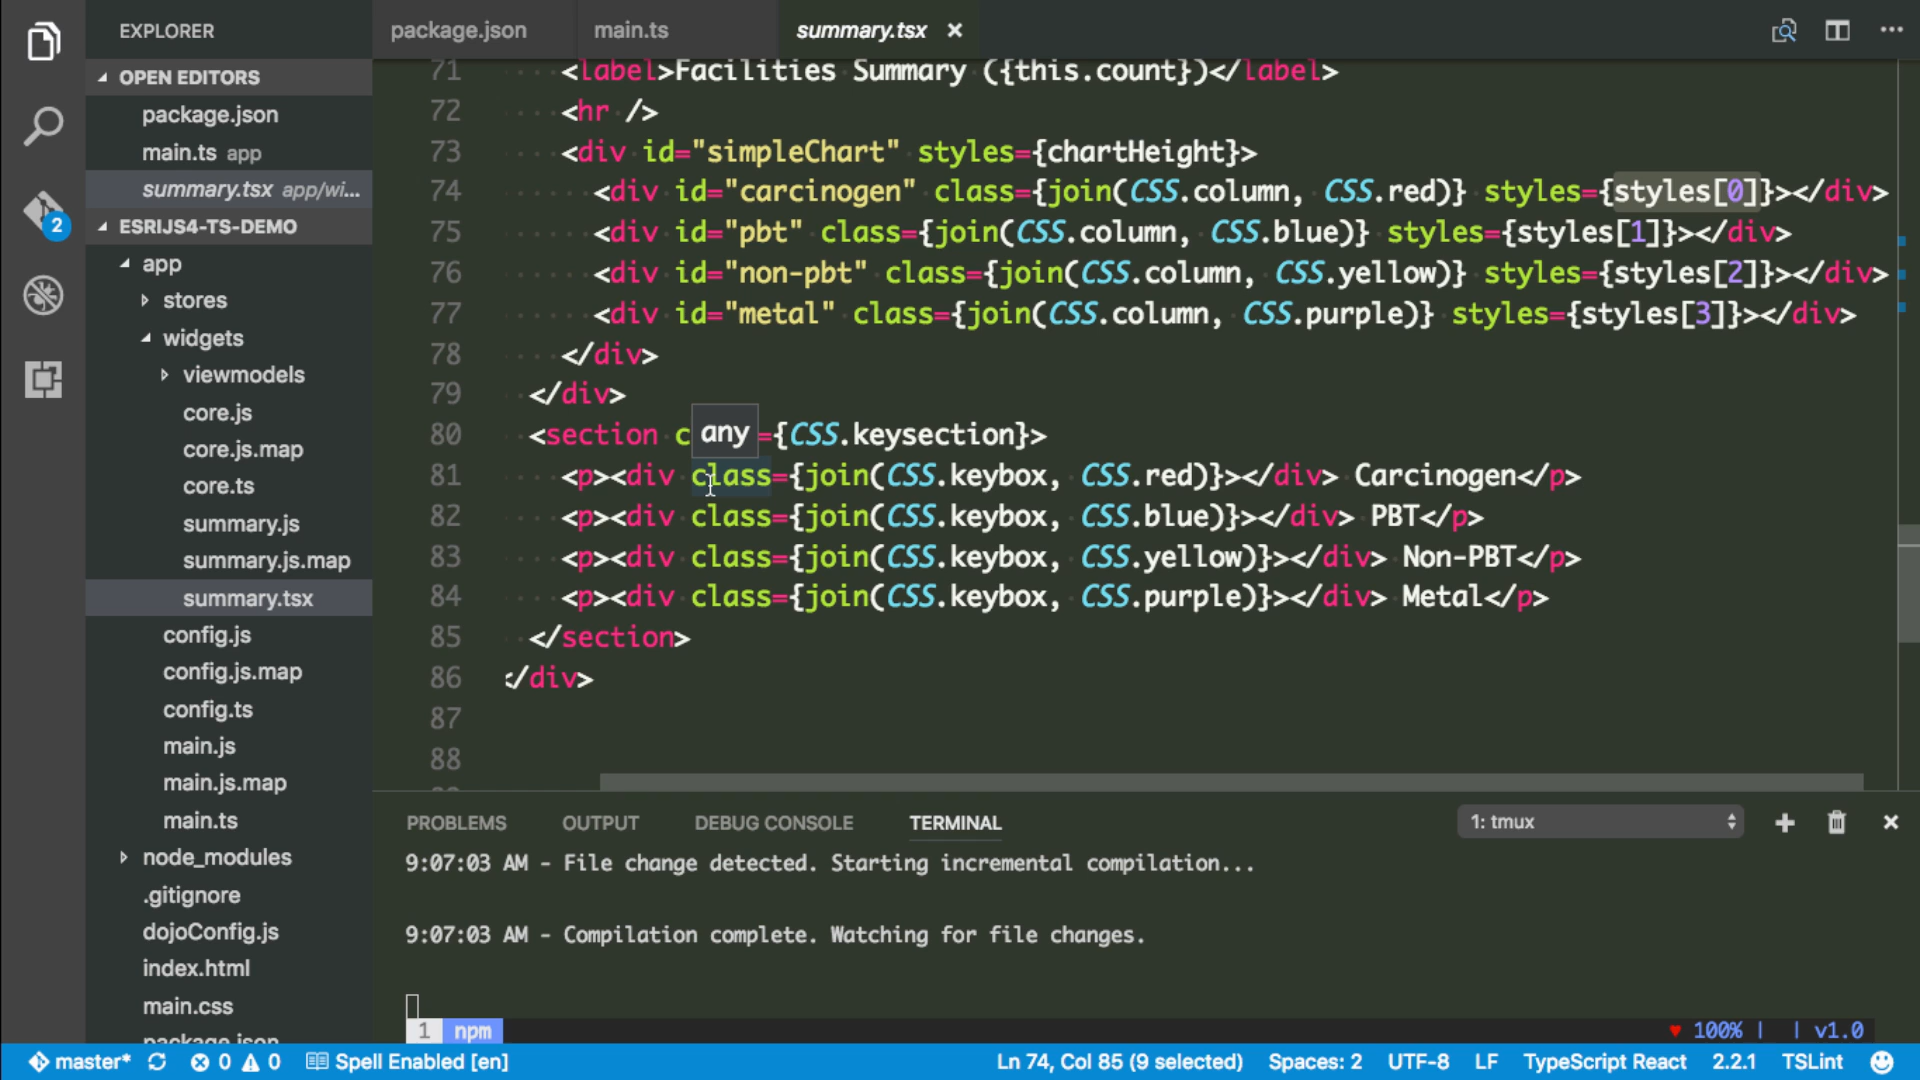 EXPLORER
OPEN EDITORS
package.json
main.ts app
summary.tsx app/wi...
2
ESRIJS4-TS-DEMO
app
stores
widgets
viewmodels
core.js
core.js.map
core.ts
summary.js
summary.js.map
summary.tsx
config.js
config.js.map
config.ts
main.js
main.js.map
main.ts
node_modules
.gitignore
dojoConfig.js
index.html
main.css
package.json
package.json main.ts summary.tsx
71 <label>Facilities Summary ({this.count})</label>
72 <hr />
73 <div id="simpleChart" styles={chartHeight}>
74 <div id="carcinogen" class={join(CSS.column, CSS.red)} styles={styles[0]}></div>
75 <div id="pbt" class={join(CSS.column, CSS.blue)} styles={styles[1]}></div>
76 <div id="non-pbt" class={join(CSS.column, CSS.yellow)} styles={styles[2]}></div>
77 <div id="metal" class={join(CSS.column, CSS.purple)} styles={styles[3]}></div>
78 </div>
79 </div>
any
80 <section c ={CSS.keysection}>
81 <p><div class={join(CSS.keybox, CSS.red)}></div> Carcinogen</p>
82 <p><div class={join(CSS.keybox, CSS.blue)}></div> PBT</p>
83 <p><div class={join(CSS.keybox, CSS.yellow)}></div> Non-PBT</p>
84 <p><div class={join(CSS.keybox, CSS.purple)}></div> Metal</p>
85 </section>
86 </div>
87
88
PROBLEMS OUTPUT DEBUG CONSOLE TERMINAL 1: tmux
9:07:03 AM - File change detected. Starting incremental compilation...
9:07:03 AM - Compilation complete. Watching for file changes.
1 npm ♥ 100% | | v1.0
master* 0 0 Spell Enabled [en] Ln 74, Col 85 (9 selected) Spaces: 2 UTF-8 LF TypeScript React 2.2.1 TSLint